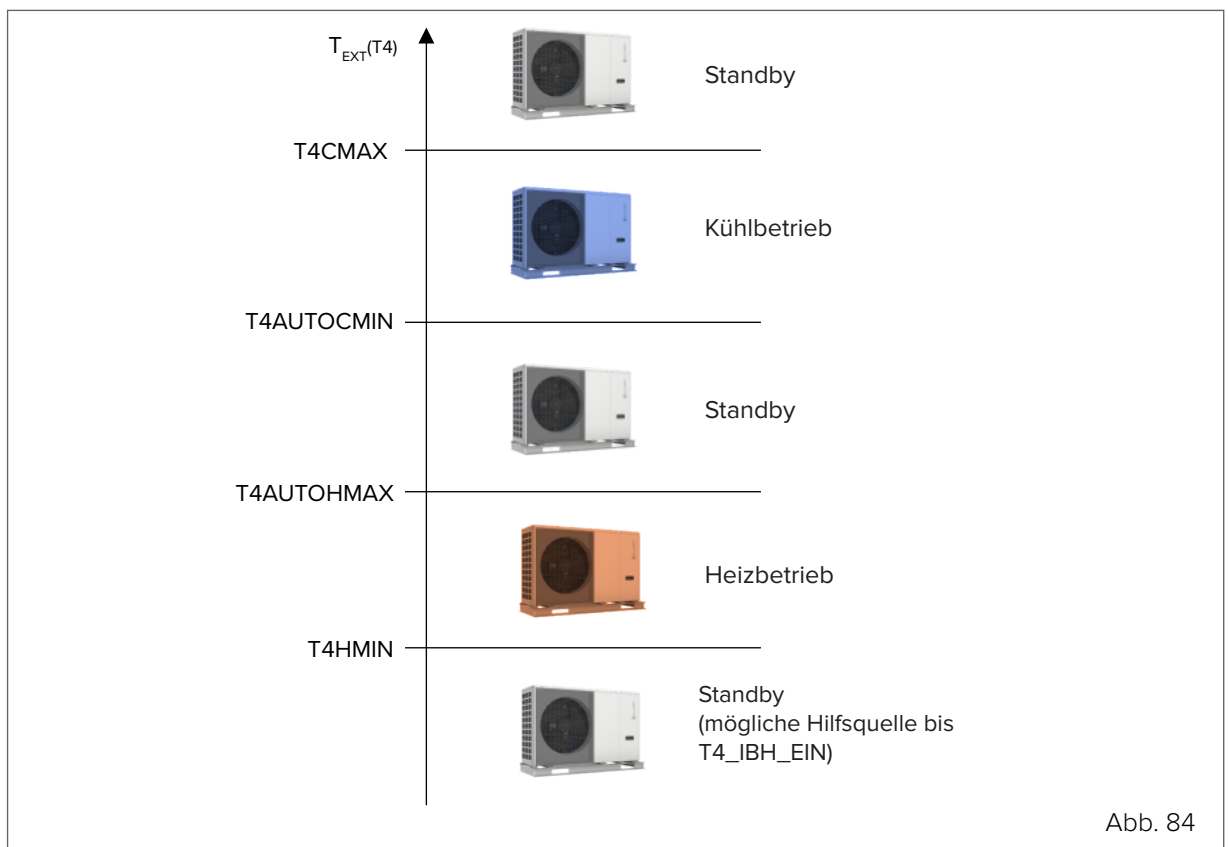 T_EXT(T4)
Standby
T4CMAX
Kühlbetrieb
T4AUTOCMIN
Standby
T4AUTOHMAX
Heizbetrieb
T4HMIN
Standby
(mögliche Hilfsquelle bis
T4_IBH_EIN)
Abb. 84